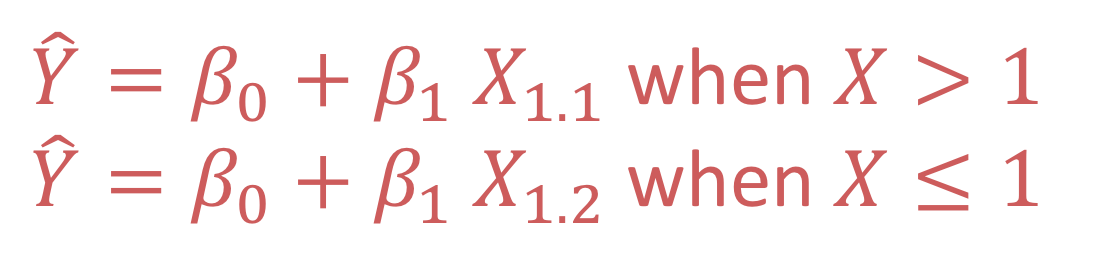 Ŷ = β₀ + β₁ X₁.₁ when X > 1
Ŷ = β₀ + β₁ X₁.₂ when X ≤ 1